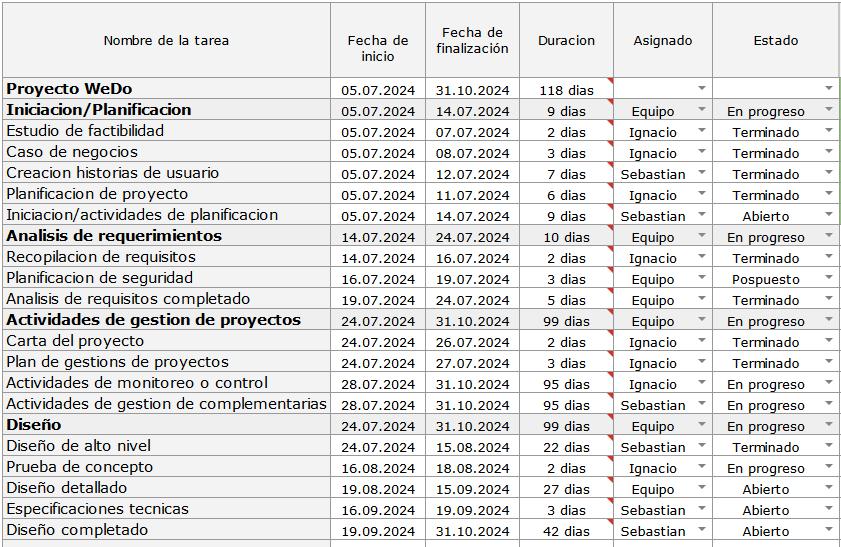 Nombre de la tarea Fecha de inicio Fecha de finalización Duracion Asignado Estado
Proyecto WeDo 05.07.2024 31.10.2024 118 dias
Iniciacion/Planificacion 05.07.2024 14.07.2024 9 dias Equipo En progreso
Estudio de factibilidad 05.07.2024 07.07.2024 2 dias Ignacio Terminado
Caso de negocios 05.07.2024 08.07.2024 3 dias Ignacio Terminado
Creacion historias de usuario 05.07.2024 12.07.2024 7 dias Sebastian Terminado
Planificacion de proyecto 05.07.2024 11.07.2024 6 dias Ignacio Terminado
Iniciacion/actividades de planificacion 05.07.2024 14.07.2024 9 dias Sebastian Abierto
Analisis de requerimientos 14.07.2024 24.07.2024 10 dias Equipo En progreso
Recopilacion de requisitos 14.07.2024 16.07.2024 2 dias Ignacio Terminado
Planificacion de seguridad 16.07.2024 19.07.2024 3 dias Equipo Pospuesto
Analisis de requisitos completado 19.07.2024 24.07.2024 5 dias Equipo Terminado
Actividades de gestion de proyectos 24.07.2024 31.10.2024 99 dias Equipo En progreso
Carta del proyecto 24.07.2024 26.07.2024 2 dias Ignacio Terminado
Plan de gestions de proyectos 24.07.2024 27.07.2024 3 dias Ignacio Terminado
Actividades de monitoreo o control 28.07.2024 31.10.2024 95 dias Ignacio En progreso
Actividades de gestion de complementarias 28.07.2024 31.10.2024 95 dias Sebastian En progreso
Diseño 24.07.2024 31.10.2024 99 dias Equipo En progreso
Diseño de alto nivel 24.07.2024 15.08.2024 22 dias Sebastian Terminado
Prueba de concepto 16.08.2024 18.08.2024 2 dias Ignacio En progreso
Diseño detallado 19.08.2024 15.09.2024 27 dias Equipo Abierto
Especificaciones tecnicas 16.09.2024 19.09.2024 3 dias Sebastian Abierto
Diseño completado 19.09.2024 31.10.2024 42 dias Sebastian Abierto